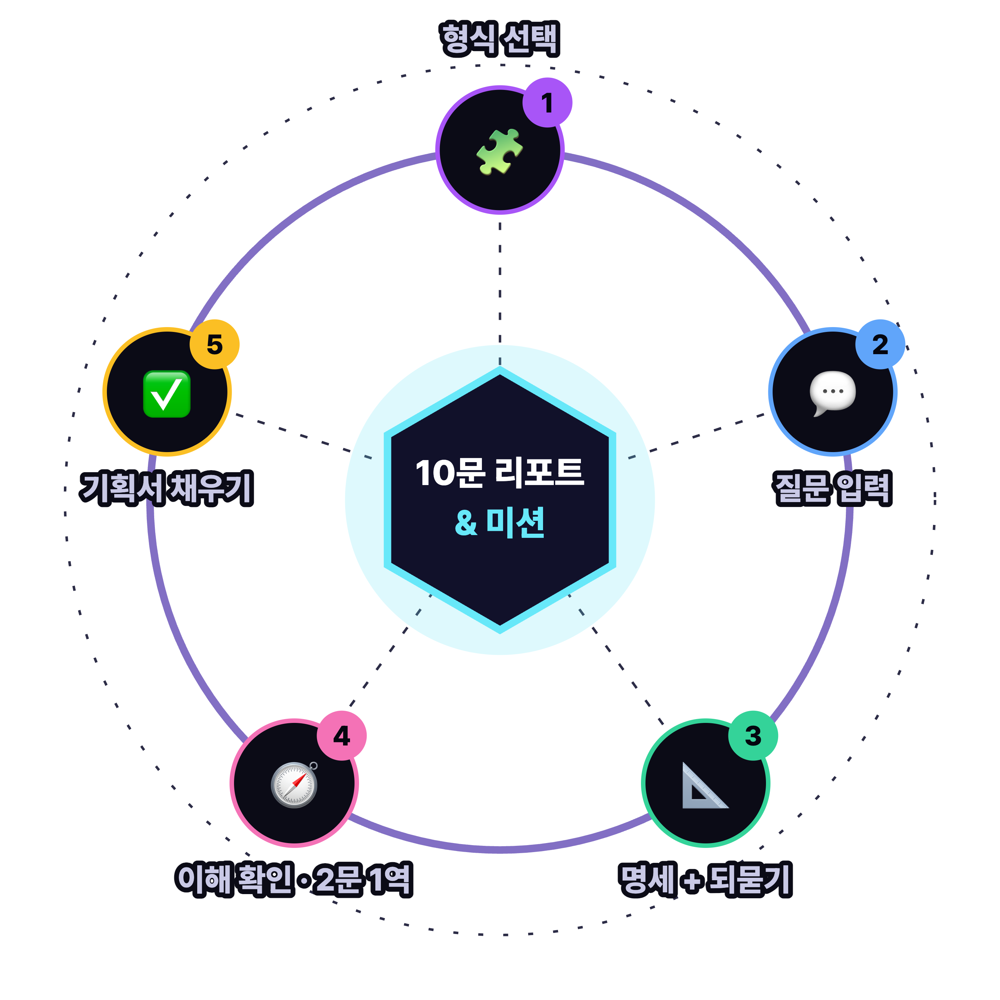 형식 선택
1
2
질문 입력
3
명세 + 되묻기
4
이해 확인 · 2문1역
5
기획서 채우기
10문 리포트
& 미션